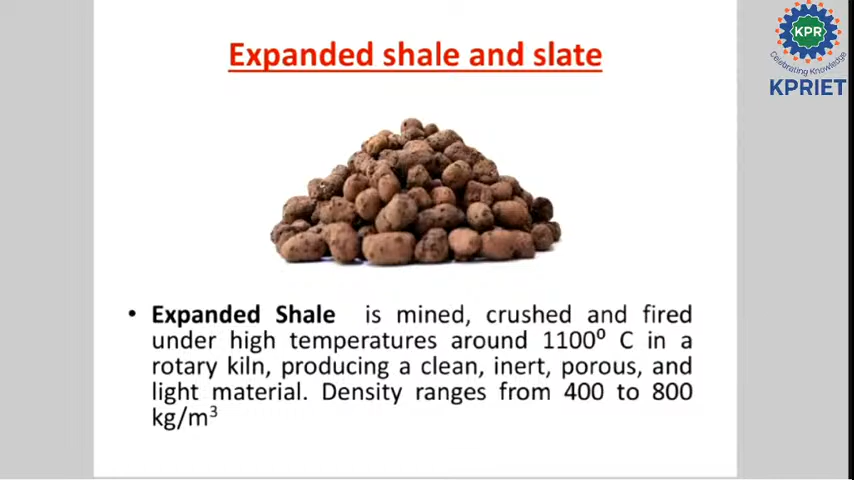 Expanded shale and slate
KPR
Celebrating Knowledge
KPRIET
• Expanded Shale is mined, crushed and fired
under high temperatures around 1100⁰ C in a
rotary kiln, producing a clean, inert, porous, and
light material. Density ranges from 400 to 800
kg/m³